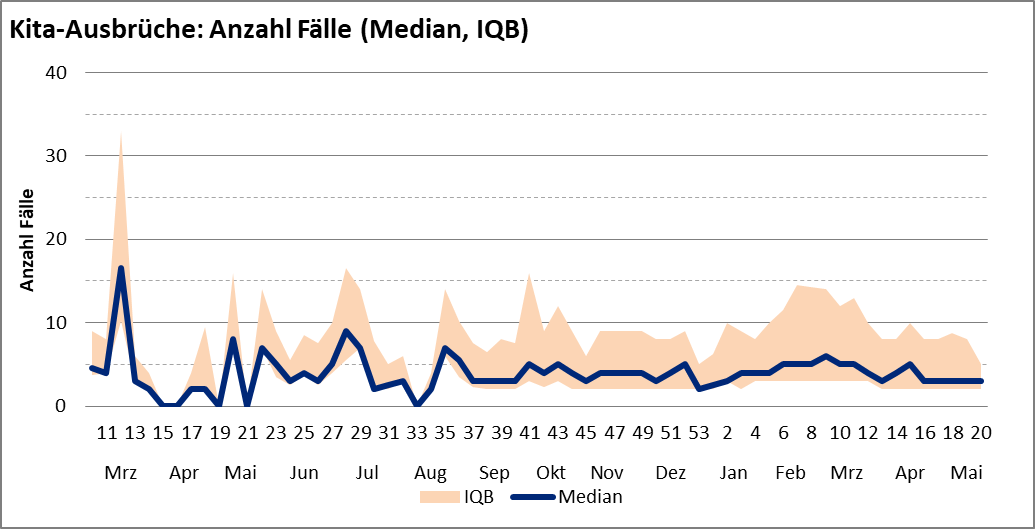 Kita-Ausbrüche: Anzahl Fälle (Median, IQB)
40
30
20
10
0
Anzahl Fälle
11 13 15 17 19 21 23 25 27 29 31 33 35 37 39 41 43 45 47 49 51 53 2 4 6 8 10 12 14 16 18 20
Mrz Apr Mai Jun Jul Aug Sep Okt Nov Dez Jan Feb Mrz Apr Mai
IQB Median